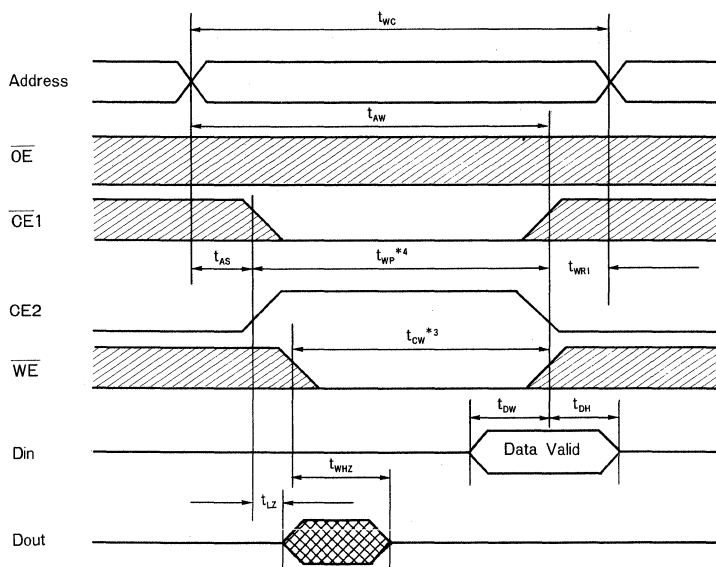 tWC
Address
tAW
OE
CE1
tAS
tWP*4
tWR1
CE2
tCW*3
WE
tDW
tDH
Din
Data Valid
tWHZ
tLZ
Dout